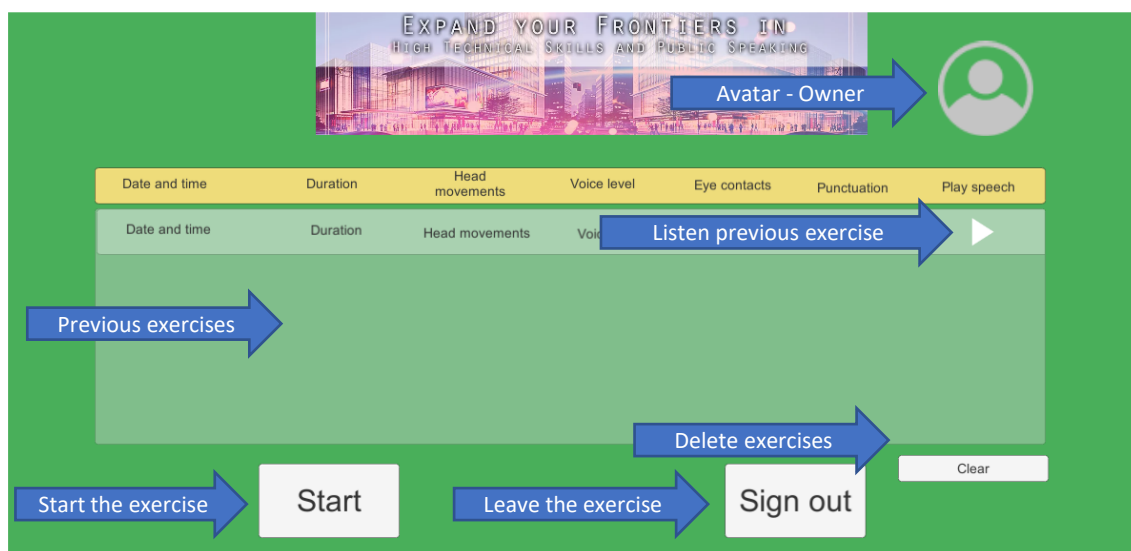 EXPAND YOUR FRONTIERS IN
HIGH TECHNICAL SKILLS AND PUBLIC SPEAKING
Avatar - Owner
Date and time Duration Head movements Voice level Eye contacts Punctuation Play speech
Date and time Duration Head movements Listen previous exercise
Previous exercises
Delete exercises
Clear
Start the exercise Start Leave the exercise Sign out